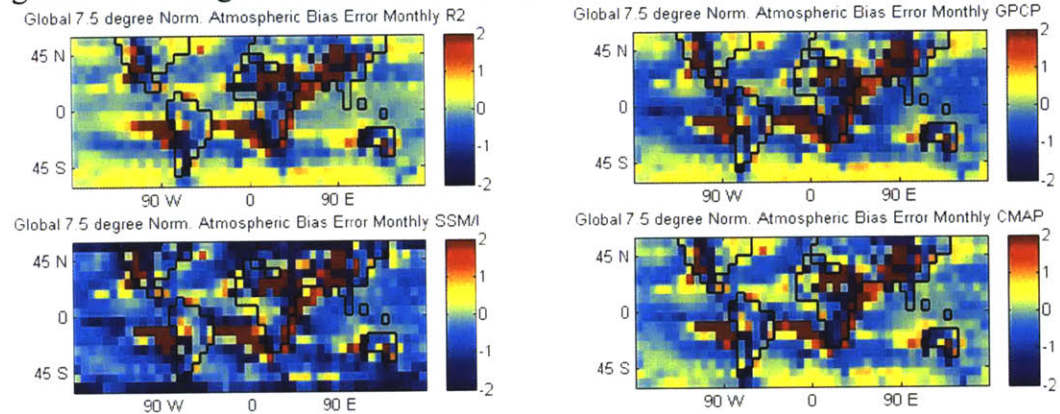 Global 7.5 degree Norm. Atmospheric Bias Error Monthly R2
45 N
0
45 S
90 W 0 90 E
2
1
0
-1
-2
Global 7.5 degree Norm. Atmospheric Bias Error Monthly GPCP
45 N
0
45 S
90 W 0 90 E
2
1
0
-1
-2
Global 7.5 degree Norm. Atmospheric Bias Error Monthly SSM/I
45 N
0
45 S
90 W 0 90 E
2
1
0
-1
-2
Global 7.5 degree Norm. Atmospheric Bias Error Monthly CMAP
45 N
0
45 S
90 W 0 90 E
2
1
0
-1
-2